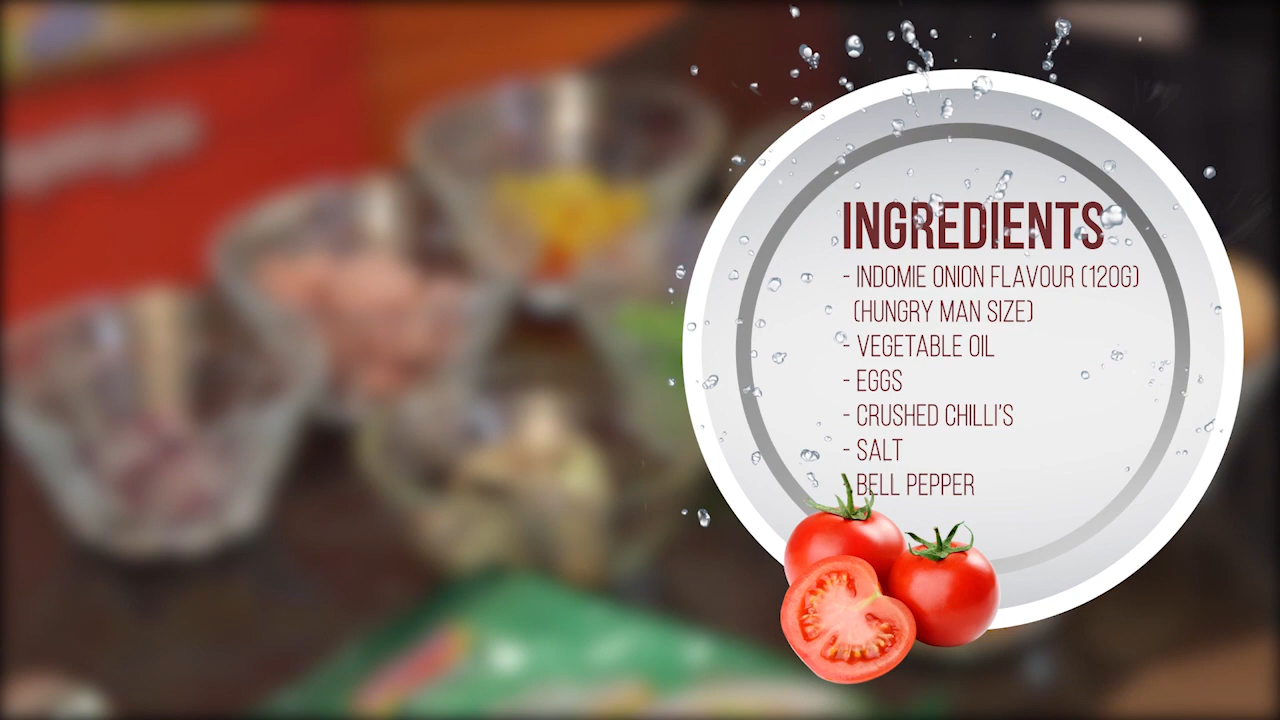 INGREDIENTS
- INDOMIE ONION FLAVOUR (120G)
(HUNGRY MAN SIZE)
- VEGETABLE OIL
- EGGS
- CRUSHED CHILLI'S
- SALT
- BELL PEPPER